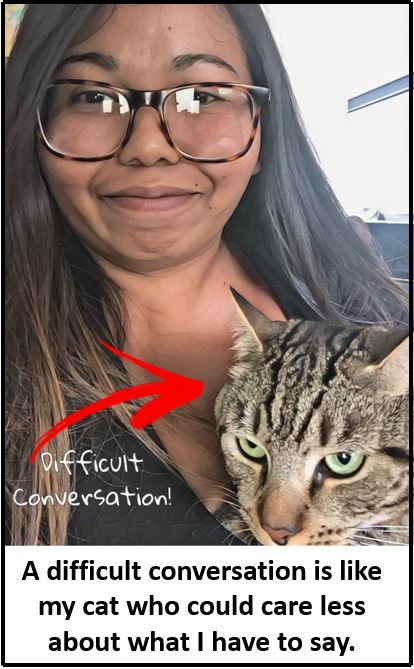 Difficult
Conversation!
A difficult conversation is like
my cat who could care less
about what I have to say.